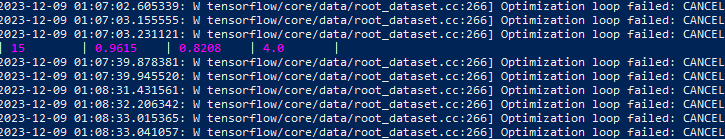 2023-12-09 01:07:02.605339: W tensorflow/core/data/root_dataset.cc:266] Optimization loop failed: CANCEL
2023-12-09 01:07:03.155555: W tensorflow/core/data/root_dataset.cc:266] Optimization loop failed: CANCEL
2023-12-09 01:07:03.231121: W tensorflow/core/data/root_dataset.cc:266] Optimization loop failed: CANCEL
| 15 | 0.9615 | 0.8208 | 4.0 |
2023-12-09 01:07:39.878381: W tensorflow/core/data/root_dataset.cc:266] Optimization loop failed: CANCEL
2023-12-09 01:07:39.945520: W tensorflow/core/data/root_dataset.cc:266] Optimization loop failed: CANCEL
2023-12-09 01:08:31.431561: W tensorflow/core/data/root_dataset.cc:266] Optimization loop failed: CANCEL
2023-12-09 01:08:32.206342: W tensorflow/core/data/root_dataset.cc:266] Optimization loop failed: CANCEL
2023-12-09 01:08:33.015365: W tensorflow/core/data/root_dataset.cc:266] Optimization loop failed: CANCEL
2023-12-09 01:08:33.041057: W tensorflow/core/data/root_dataset.cc:266] Optimization loop failed: CANCEL